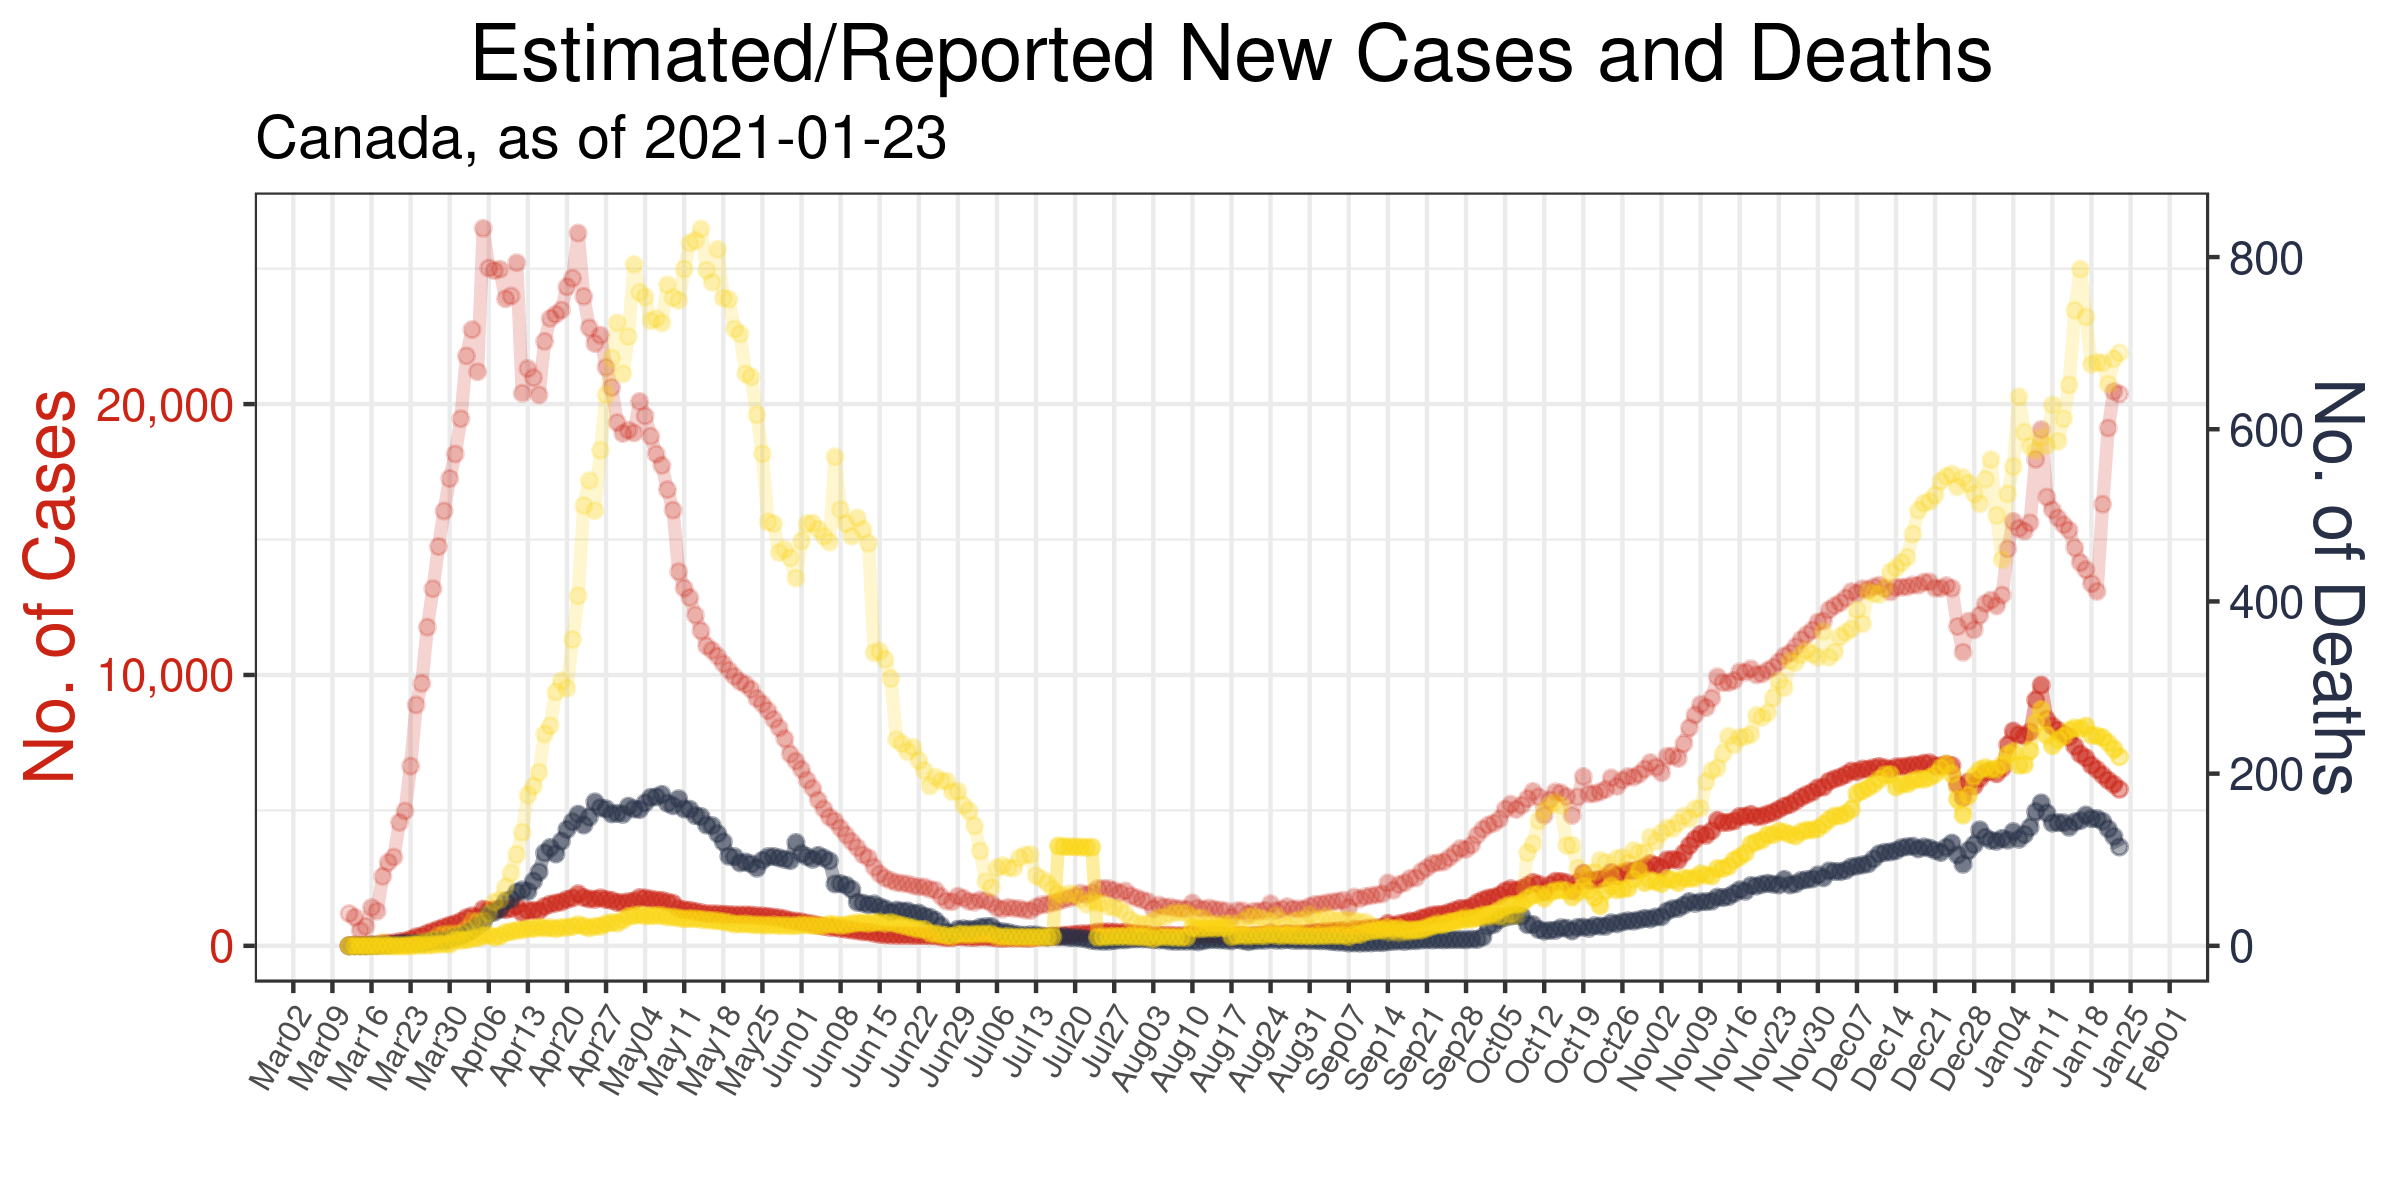 Estimated/Reported New Cases and Deaths
Canada, as of 2021-01-23
No. of Cases
20,000
10,000
0
800
600
400
200
0
No. of Deaths
Mar02
Mar09
Mar16
Mar23
Mar30
Apr06
Apr13
Apr20
Apr27
May04
May11
May18
May25
Jun01
Jun08
Jun15
Jun22
Jun29
Jul06
Jul13
Jul20
Jul27
Aug03
Aug10
Aug17
Aug24
Aug31
Sep07
Sep14
Sep21
Sep28
Oct05
Oct12
Oct19
Oct26
Nov02
Nov09
Nov16
Nov23
Nov30
Dec07
Dec14
Dec21
Dec28
Jan04
Jan11
Jan18
Jan25
Feb01